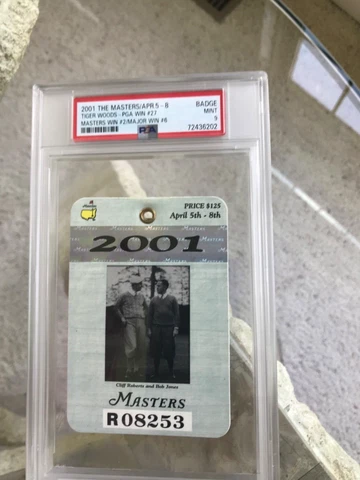 2001 THE MASTERS/APR 5 - 8 BADGE
TIGER WOODS - PGA WIN #27 MINT
MASTERS WIN #2/MAJOR WIN #6 9
PSA 72436202
Masters
PRICE $125
April 5th - 8th
2001
Cliff Roberts and Bob Jones
MASTERS
R08253